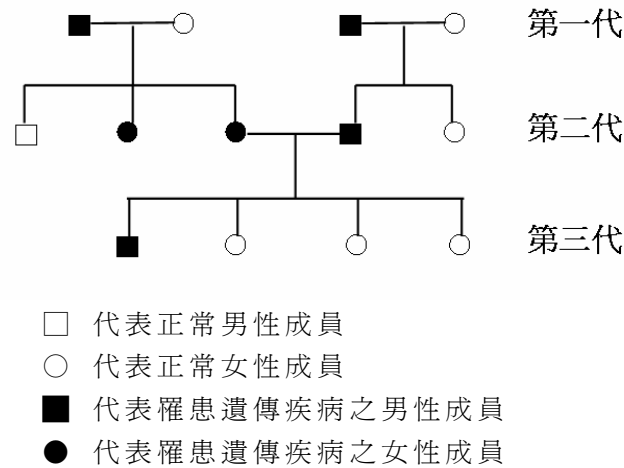 第一代
第二代
第三代
代表正常男性成員
代表正常女性成員
代表罹患遺傳疾病之男性成員
代表罹患遺傳疾病之女性成員